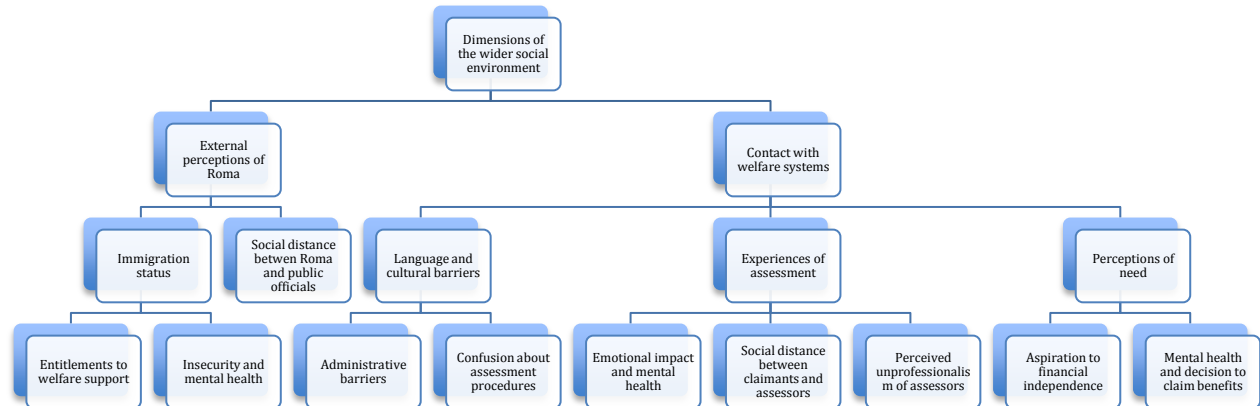 Dimensions of
the wider social
environment
External
perceptions of
Roma
Contact with
welfare systems
Immigration
status
Social distance
betwen Roma
and public
officials
Language and
cultural barriers
Experiences of
assessment
Perceptions of
need
Entitlements to
welfare support
Insecurity and
mental health
Administrative
barriers
Confusion about
assessment
procedures
Emotional impact
and mental
health
Social distance
between
claimants and
assessors
Perceived
unprofessionalis
m of assessors
Aspiration to
financial
independence
Mental health
and decision to
claim benefits